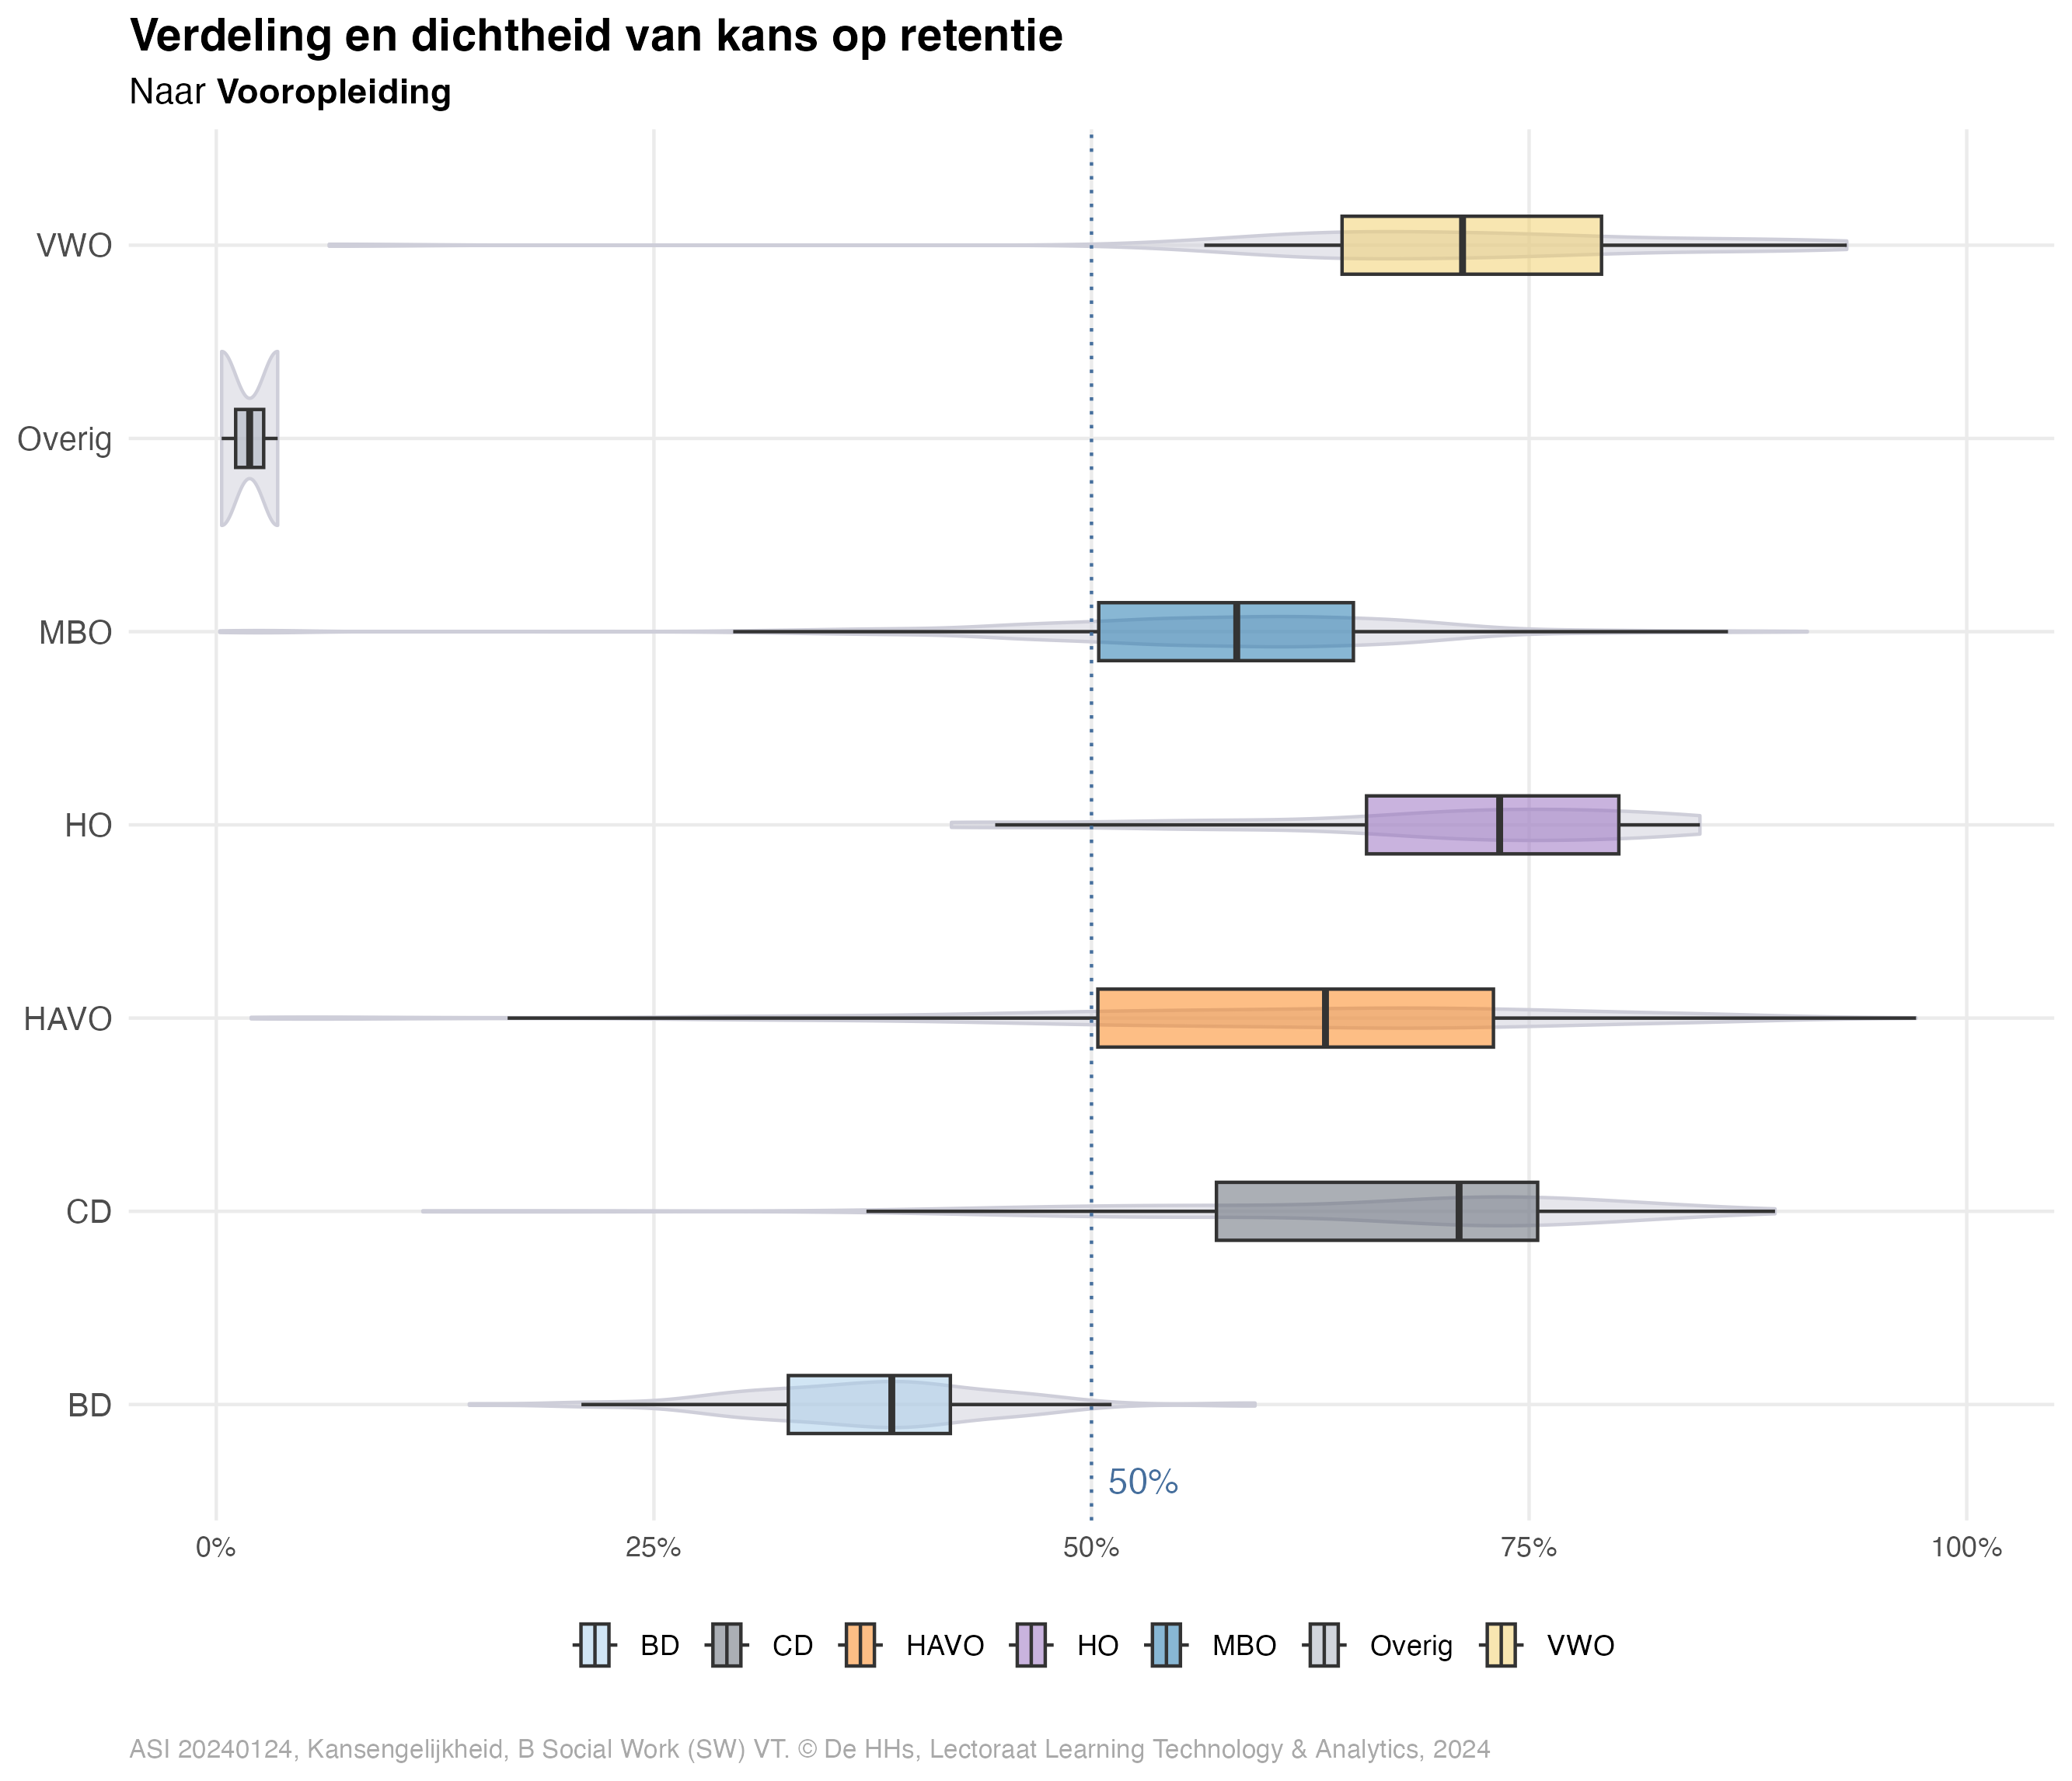 Verdeling en dichtheid van kans op retentie
Naar Vooropleiding
VWO
Overig
MBO
HO
HAVO
CD
BD
50%
0% 25% 50% 75% 100%
BD CD HAVO HO MBO Overig VWO
ASI 20240124, Kansengelijkheid, B Social Work (SW) VT. © De HHs, Lectoraat Learning Technology & Analytics, 2024